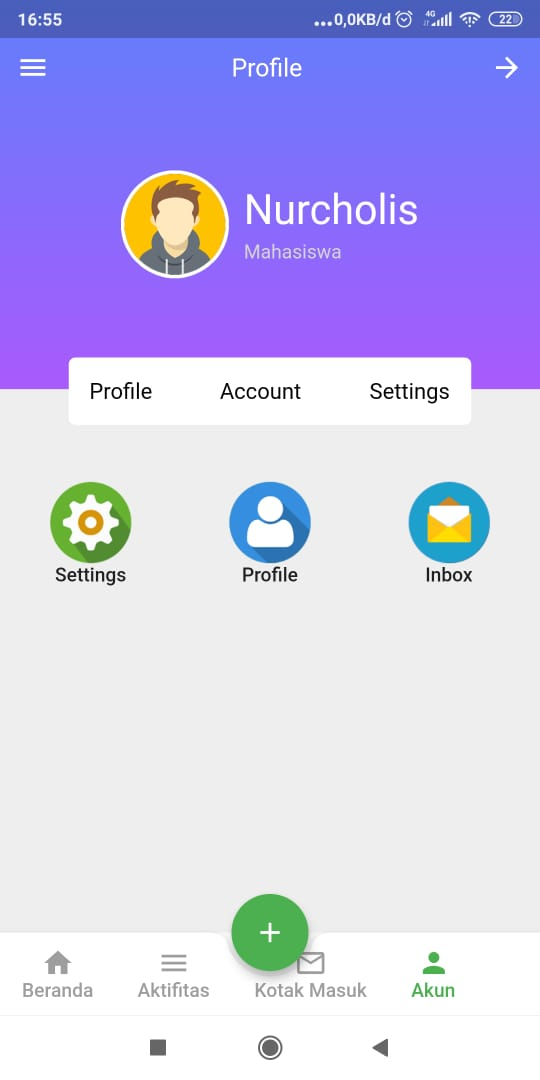 16:55 ...0,0KB/d 4G 22
Profile
Nurcholis
Mahasiswa
Profile Account Settings
Settings Profile Inbox
Beranda Aktifitas Kotak Masuk Akun